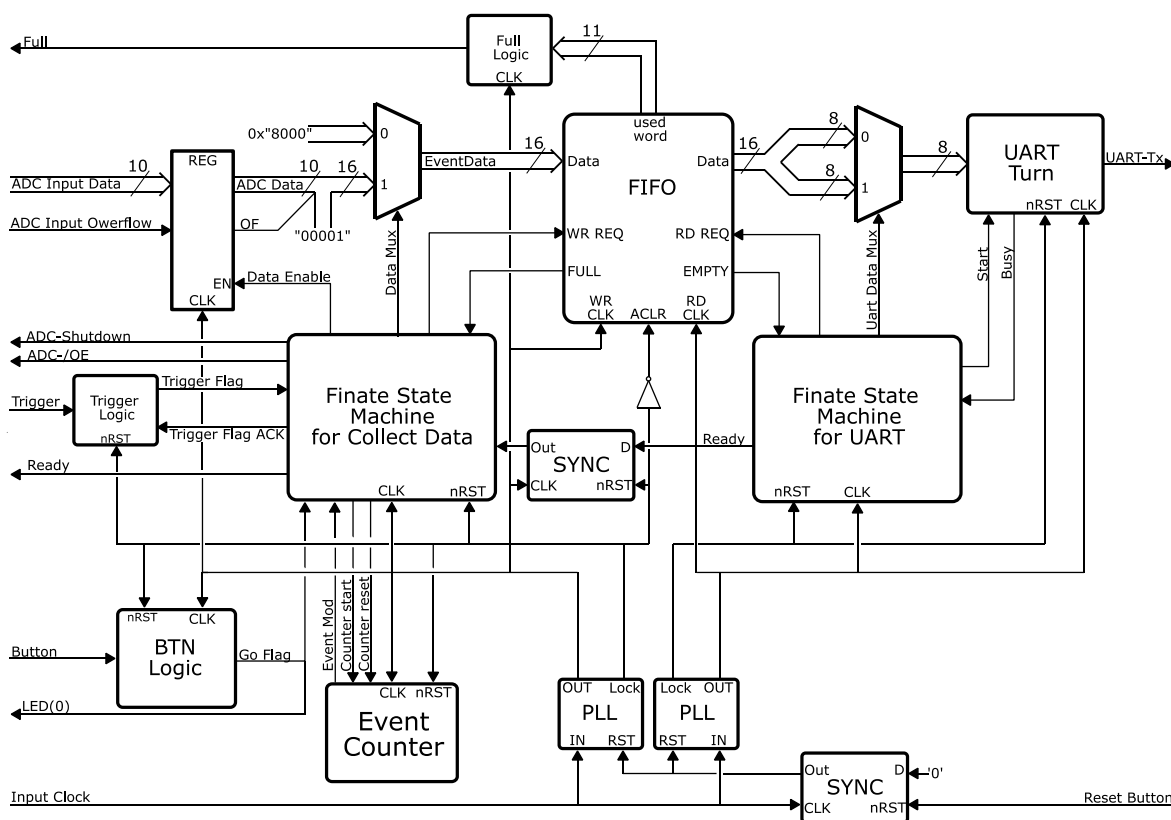 Full
Full
Logic
CLK
11
used
word
0x"8000"
0
1
10
16
EventData
16
ADC Input Data
10
REG
ADC Data
OF
"00001"
ADC Input Owerflow
EN
CLK
Data Enable
Data Mux
Data
Data
FIFO
WR REQ
RD REQ
FULL
EMPTY
WR
CLK
ACLR
RD
CLK
16
8
8
0
1
8
Uart Data Mux
UART
Turn
nRST
CLK
UART-Tx
Start
Busy
ADC-Shutdown
ADC-/OE
Trigger
Trigger
Logic
nRST
Trigger Flag
Trigger Flag ACK
Ready
Finate State
Machine
for Collect Data
CLK
nRST
Out
D
SYNC
CLK
nRST
Ready
Finate State
Machine
for UART
nRST
CLK
nRST
CLK
BTN
Logic
Button
Go Flag
LED(0)
Event Mod
Counter start
Counter reset
CLK
nRST
Event
Counter
OUT
Lock
PLL
IN
RST
Lock
OUT
PLL
RST
IN
Out
D
'0'
SYNC
CLK
nRST
Input Clock
Reset Button